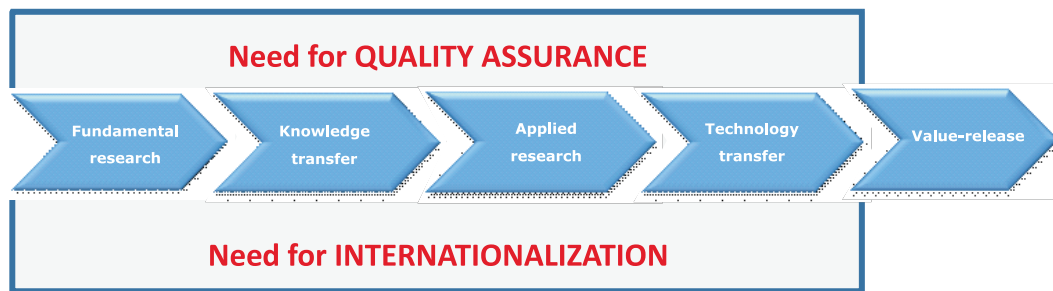 Need for QUALITY ASSURANCE
Fundamental
research
Knowledge
transfer
Applied
research
Technology
transfer
Value-release
Need for INTERNATIONALIZATION